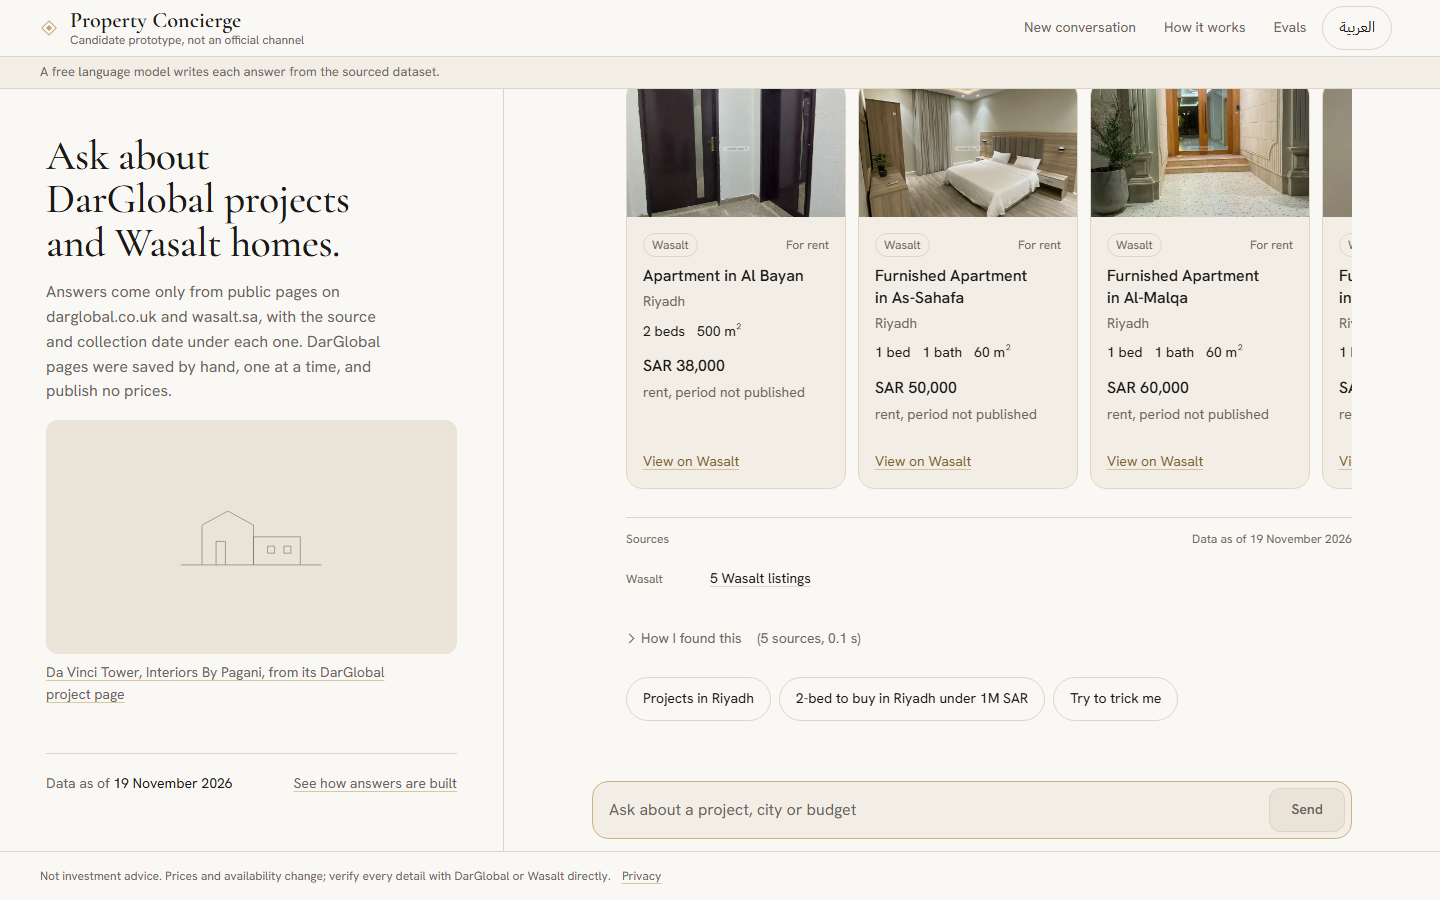 Property Concierge
Candidate prototype, not an official channel
New conversation
How it works
Evals
العربية
A free language model writes each answer from the sourced dataset.
Ask about
DarGlobal projects
and Wasalt homes.
Answers come only from public pages on
darglobal.co.uk and wasalt.sa, with the source
and collection date under each one. DarGlobal
pages were saved by hand, one at a time, and
publish no prices.
Da Vinci Tower, Interiors By Pagani, from its DarGlobal
project page
Data as of 19 November 2026
See how answers are built
Wasalt
For rent
Apartment in Al Bayan
Riyadh
2 beds 500 m²
SAR 38,000
rent, period not published
View on Wasalt
Wasalt
For rent
Furnished Apartment
in As-Sahafa
Riyadh
1 bed 1 bath 60 m²
SAR 50,000
rent, period not published
View on Wasalt
Wasalt
For rent
Furnished Apartment
in Al-Malqa
Riyadh
1 bed 1 bath 60 m²
SAR 60,000
rent, period not published
View on Wasalt
Sources
Data as of 19 November 2026
Wasalt
5 Wasalt listings
How I found this (5 sources, 0.1 s)
Projects in Riyadh
2-bed to buy in Riyadh under 1M SAR
Try to trick me
Ask about a project, city or budget
Send
Not investment advice. Prices and availability change; verify every detail with DarGlobal or Wasalt directly.
Privacy